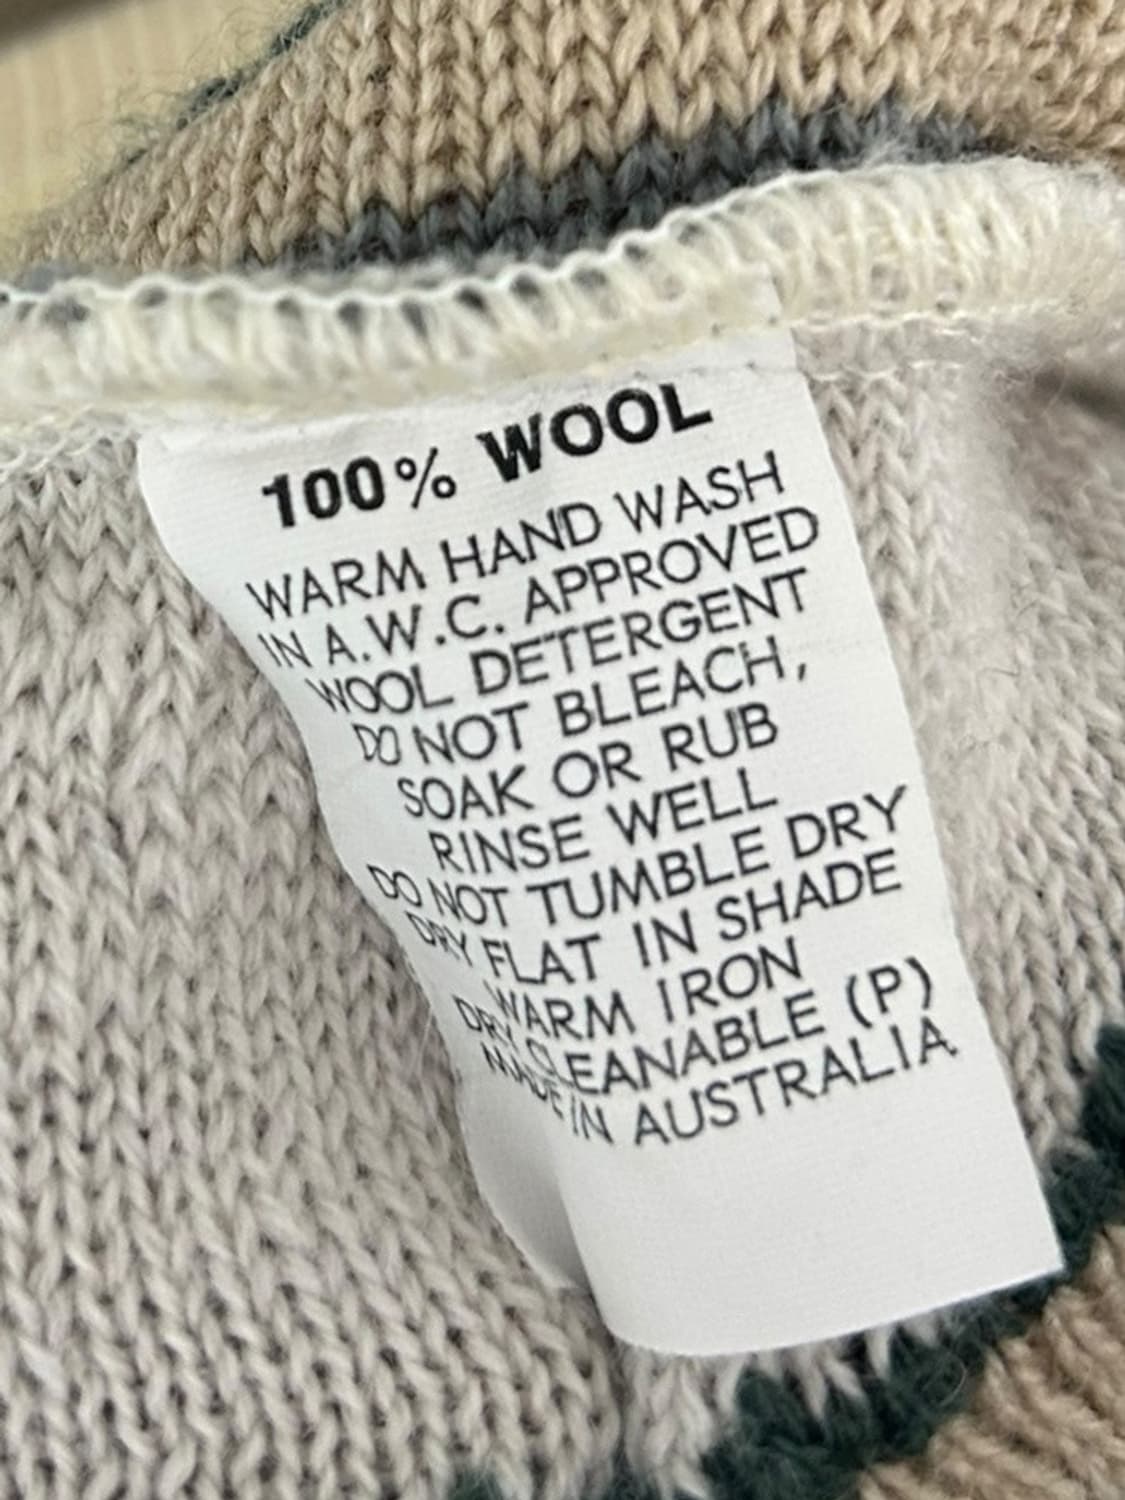 100% WOOL
WARM HAND WASH
IN A.W.C. APPROVED
WOOL DETERGENT
DO NOT BLEACH,
SOAK OR RUB
RINSE WELL
DO NOT TUMBLE DRY
DRY FLAT IN SHADE
WARM IRON
DRY CLEANABLE (P)
MADE IN AUSTRALIA